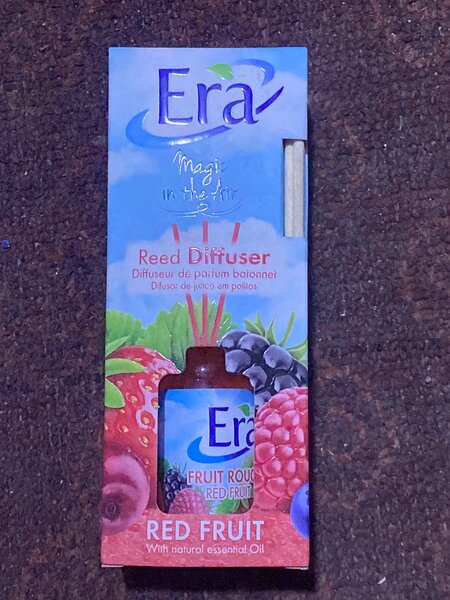 Era
Magic
in the Air
Reed Diffuser
Diffuseur de parfum batonnet
Difusor de junco em palitos
Era
FRUIT ROUG
RED FRUIT
RED FRUIT
With natural essential Oil